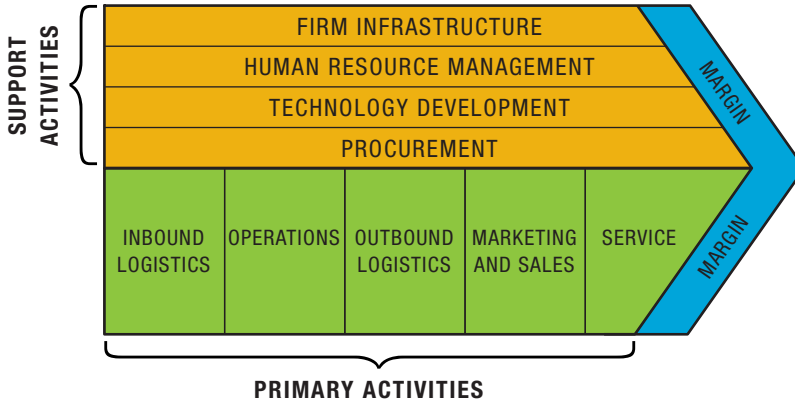 SUPPORT
ACTIVITIES
FIRM INFRASTRUCTURE
HUMAN RESOURCE MANAGEMENT
TECHNOLOGY DEVELOPMENT
PROCUREMENT
MARGIN
INBOUND
LOGISTICS
OPERATIONS
OUTBOUND
LOGISTICS
MARKETING
AND SALES
SERVICE
MARGIN
PRIMARY ACTIVITIES